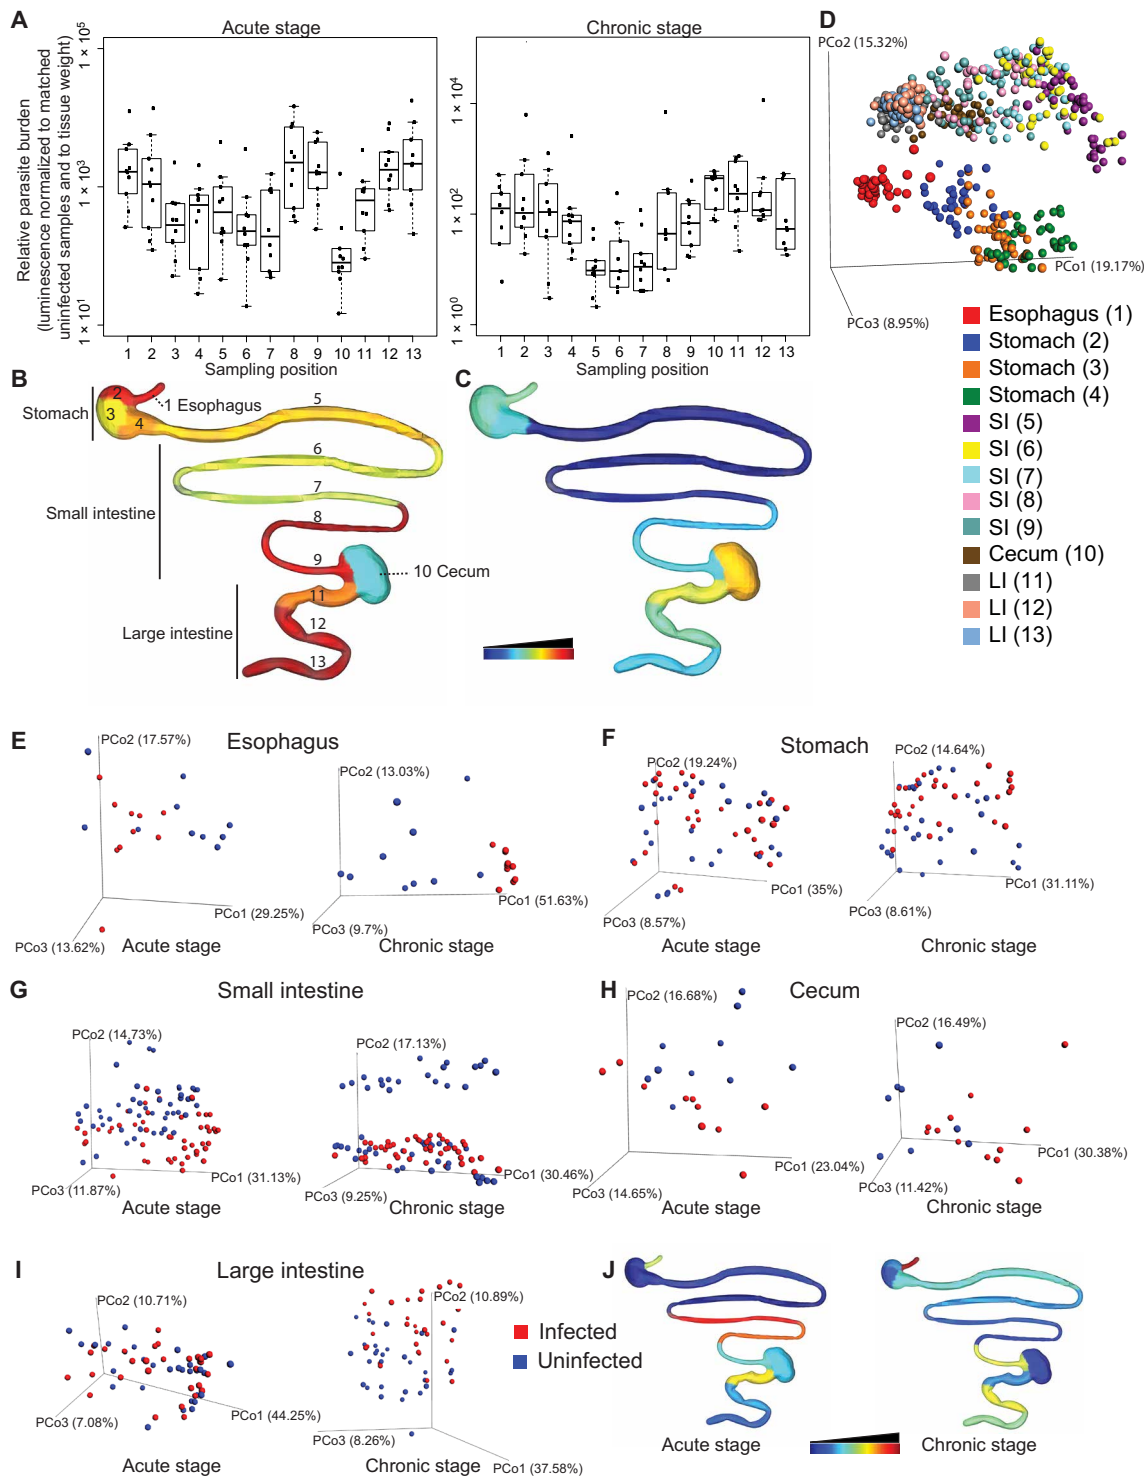 A
Acute stage
Chronic stage
Relative parasite burden
(luminescence normalized to matched
uninfected samples and to tissue weight)
1 × 10⁵
1 × 10³
1 × 10¹
1 × 10⁴
1 × 10²
1 × 10⁰
1 2 3 4 5 6 7 8 9 10 11 12 13
Sampling position
1 2 3 4 5 6 7 8 9 10 11 12 13
Sampling position
D
PCo2 (15.32%)
PCo1 (19.17%)
PCo3 (8.95%)
Esophagus (1)
Stomach (2)
Stomach (3)
Stomach (4)
SI (5)
SI (6)
SI (7)
SI (8)
SI (9)
Cecum (10)
LI (11)
LI (12)
LI (13)
B
Stomach
2
3
4
1 Esophagus
5
6
7
Small intestine
8
9
10 Cecum
11
Large intestine
12
13
C
E
Esophagus
PCo2 (17.57%)
PCo1 (29.25%)
PCo3 (13.62%)
Acute stage
PCo2 (13.03%)
PCo1 (51.63%)
PCo3 (9.7%)
Chronic stage
F
Stomach
PCo2 (19.24%)
PCo1 (35%)
PCo3 (8.57%)
Acute stage
PCo2 (14.64%)
PCo1 (31.11%)
PCo3 (8.61%)
Chronic stage
G
Small intestine
PCo2 (14.73%)
PCo1 (31.13%)
PCo3 (11.87%)
Acute stage
PCo2 (17.13%)
PCo1 (30.46%)
PCo3 (9.25%)
Chronic stage
H
Cecum
PCo2 (16.68%)
PCo1 (23.04%)
PCo3 (14.65%)
Acute stage
PCo2 (16.49%)
PCo1 (30.38%)
PCo3 (11.42%)
Chronic stage
I
Large intestine
PCo2 (10.71%)
PCo1 (44.25%)
PCo3 (7.08%)
Acute stage
PCo2 (10.89%)
PCo3 (8.26%)
PCo1 (37.58%)
Chronic stage
Infected
Uninfected
J
Acute stage
Chronic stage